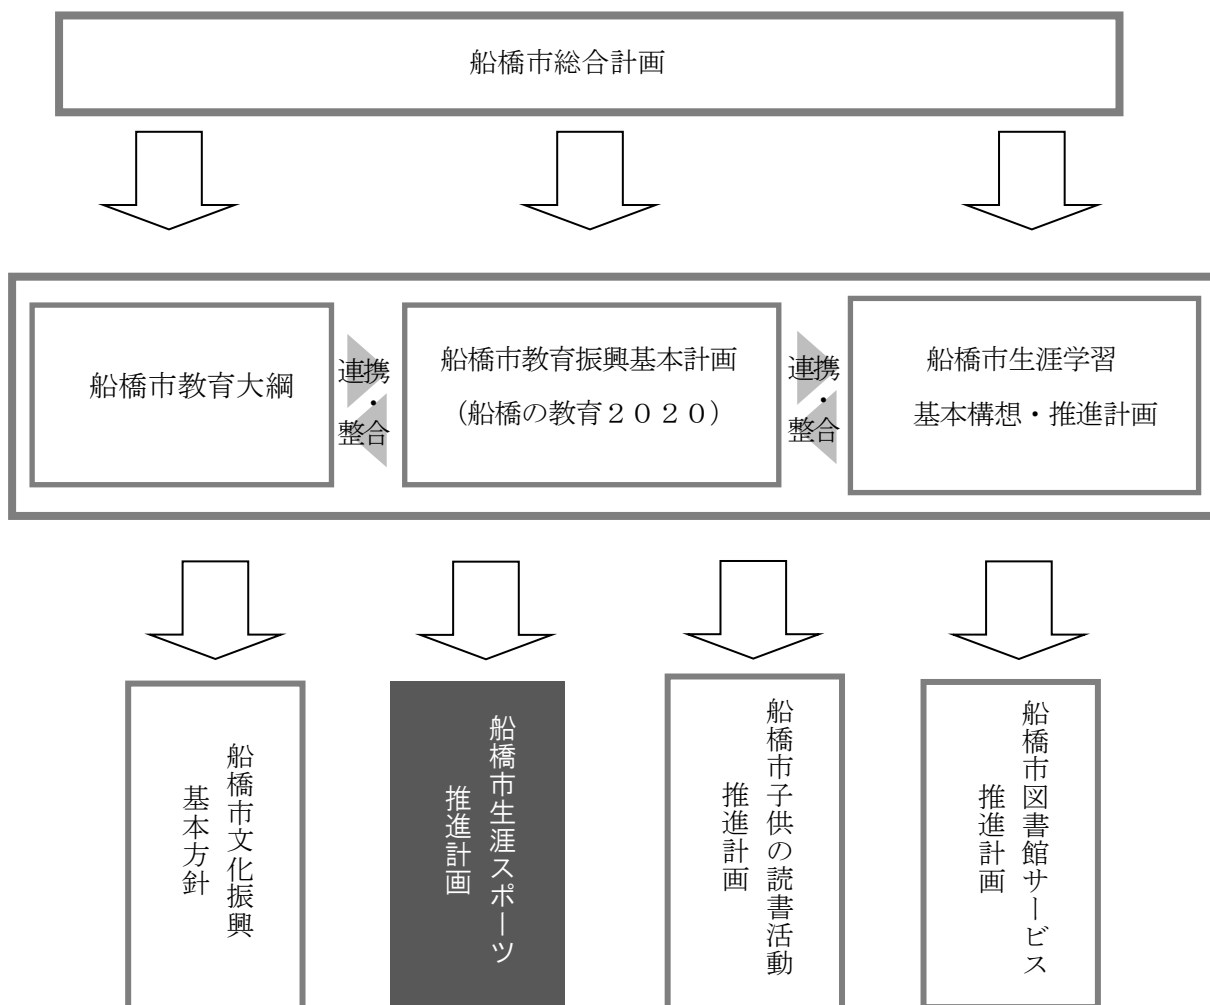 船橋市総合計画
船橋市教育大綱
連携
・
整合
船橋市教育振興基本計画
（船橋の教育２０２０）
連携
・
整合
船橋市生涯学習
基本構想・推進計画
船橋市文化振興
基本方針
船橋市生涯スポーツ
推進計画
船橋市子供の読書活動
推進計画
船橋市図書館サービス
推進計画